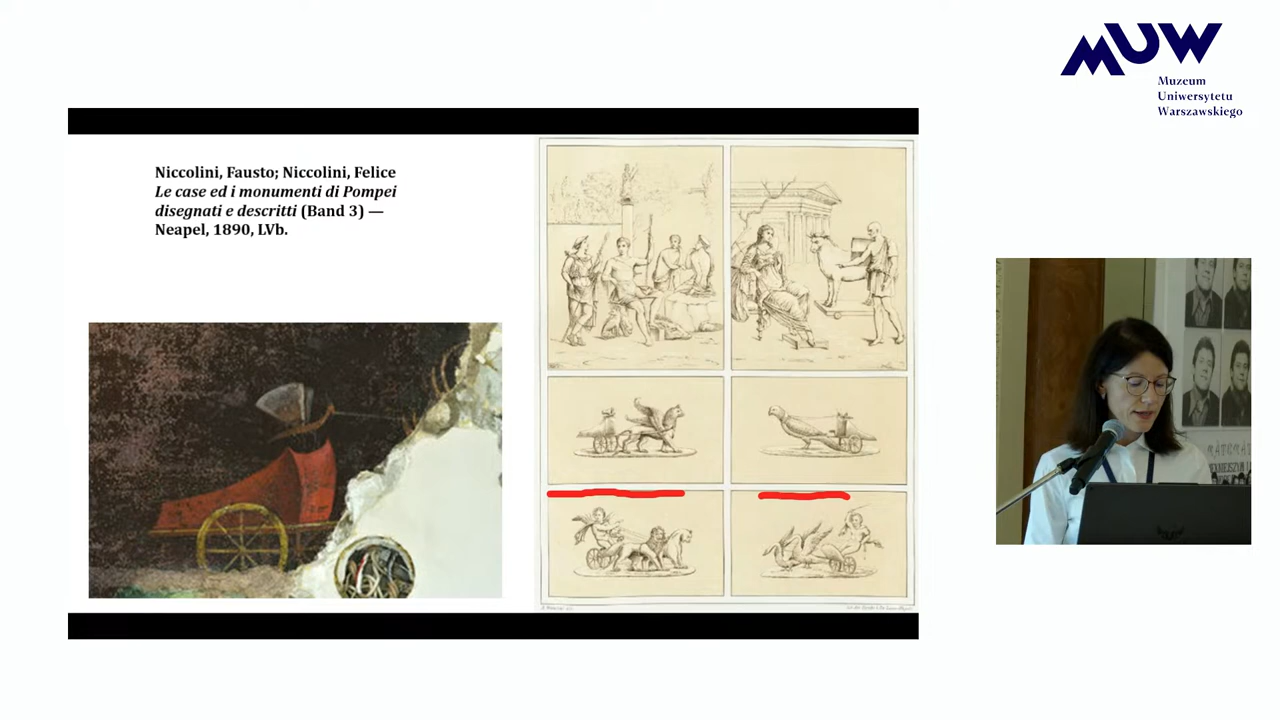 MUW
Muzeum
Uniwersytetu
Warszawskiego
Niccolini, Fausto; Niccolini, Felice
Le case ed i monumenti di Pompei
disegnati e descritti (Band 3) —
Neapel, 1890, LVb.